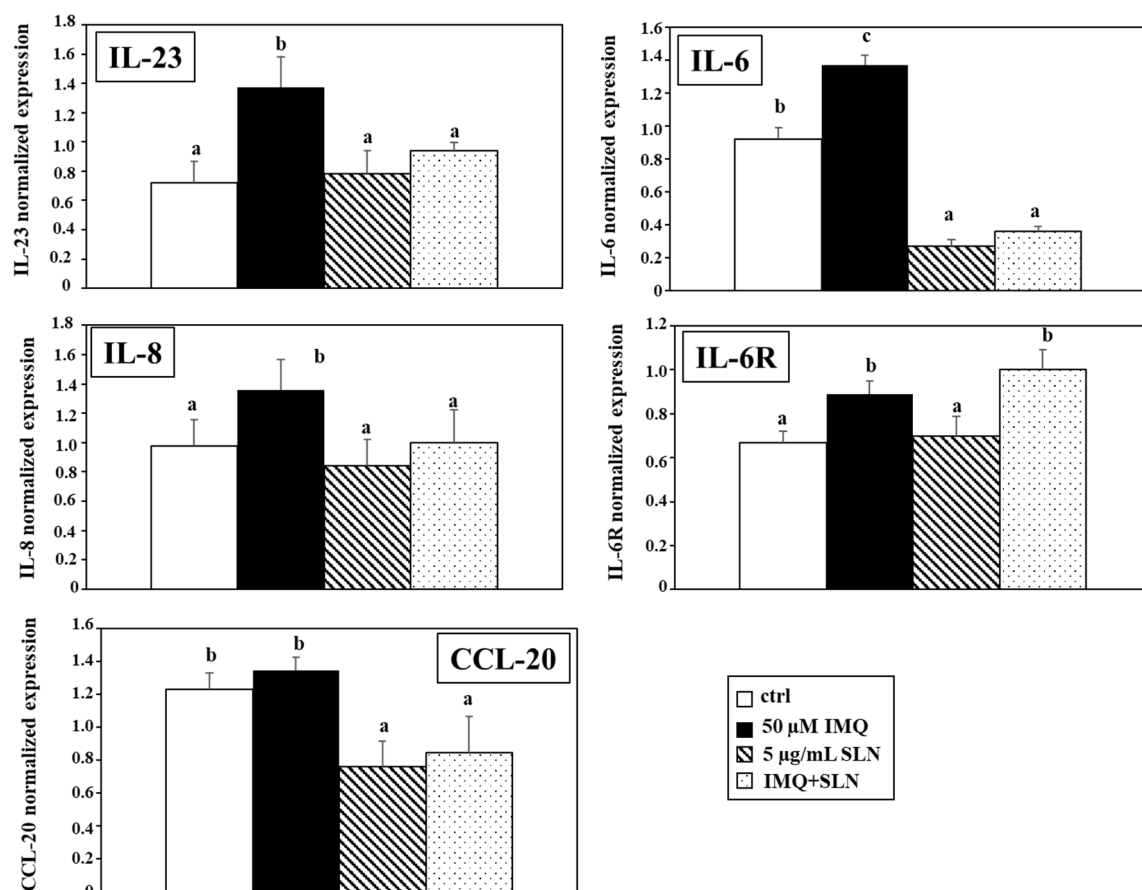 IL-23
IL-23 normalized expression
1.8
1.6
1.4
1.2
1.0
0.8
0.6
0.4
0.2
0
a
b
a
a
IL-6
IL-6 normalized expression
1.6
1.4
1.2
1.0
0.8
0.6
0.4
0.2
0
b
c
a
a
IL-8
IL-8 normalized expression
1.8
1.6
1.4
1.2
1.0
0.8
0.6
0.4
0.2
0
a
b
a
a
IL-6R
IL-6R normalized expression
1.2
1.0
0.8
0.6
0.4
0.2
0
a
b
a
b
CCL-20
CCL-20 normalized expression
1.6
1.4
1.2
1.0
0.8
0.6
0.4
0.2
0
b
b
a
a
ctrl
50 µM IMQ
5 µg/mL SLN
IMQ+SLN